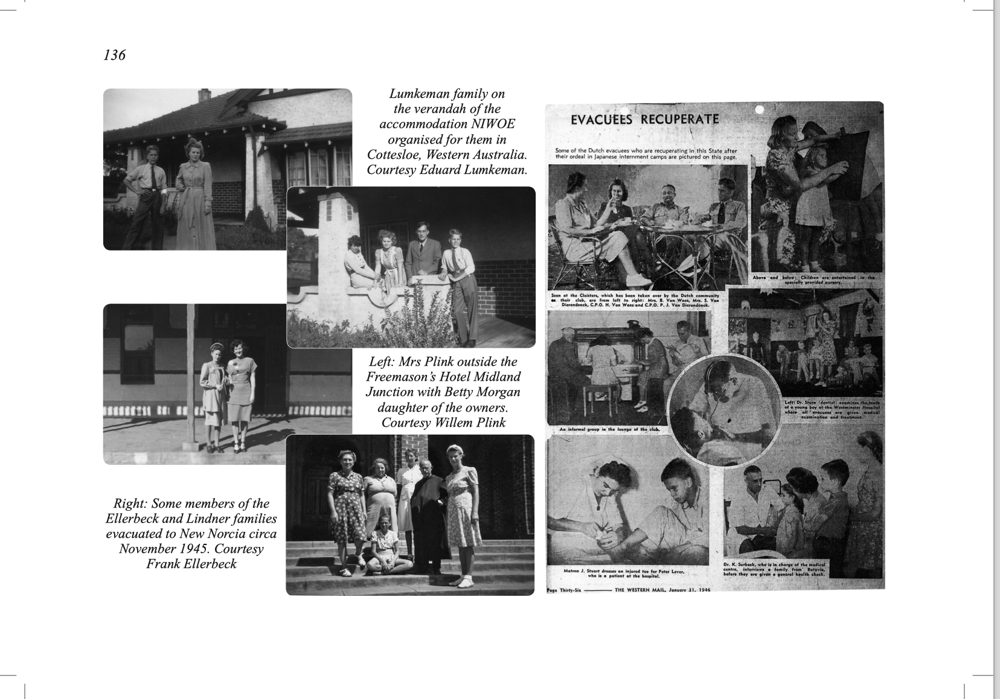 136
Lumkeman family on
the verandah of the
accommodation NIWOE
organised for them in
Cottesloe, Western Australia.
Courtesy Eduard Lumkeman.
Left: Mrs Plink outside the
Freemason’s Hotel Midland
Junction with Betty Morgan
daughter of the owners.
Courtesy Willem Plink
Right: Some members of the
Ellerbeck and Lindner families
evacuated to New Norcia circa
November 1945. Courtesy
Frank Ellerbeck
EVACUEES RECUPERATE
Some of the Dutch evacuees who are recuperating in this State after
their ordeal in Japanese internment camps are pictured on this page.
Above and below: Children are entertained in the
specially provided nursery.
Seen at the Cloisters, which has been taken over by the Dutch community
as their club, are from left to right: Mrs. B. Van Waes, Mrs. S. Van
Dierendonck, C.P.O. H. Van Waes and C.P.O. P. J. Van Dierendonck.
Left: Dr. Sturn (dentist) examines the teeth
of a young boy at the Westminster Hospital
where all evacuees are given medical
examination and treatment.
An informal group in the lounge of the club.
Matron J. Stuart dresses an injured toe for Peter Lever,
who is a patient at the hospital.
Dr. K. Surbeck, who is in charge of the medical
centre, interviews a family from Batavia,
before they are given a general health check.
Page Thirty-Six THE WESTERN MAIL, January 31, 1946